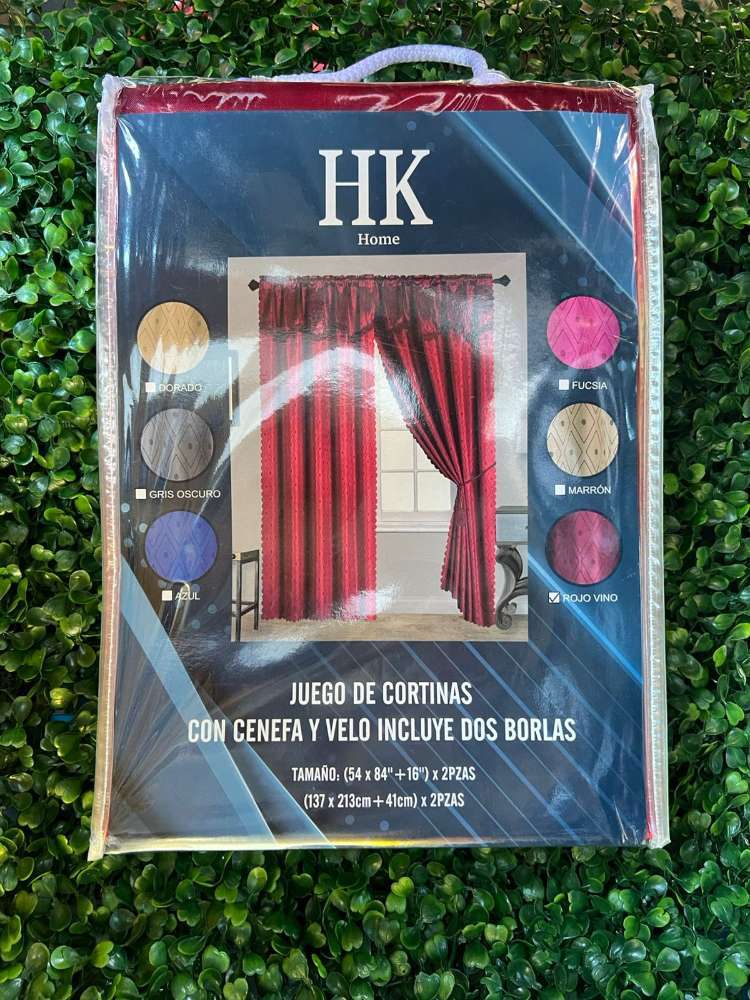 HK
Home
DORADO
GRIS OSCURO
AZUL
FUCSIA
MARRÓN
ROJO VINO
JUEGO DE CORTINAS
CON CENEFA Y VELO INCLUYE DOS BORLAS
TAMAÑO: (54 x 84"+16") x 2PZAS
(137 x 213cm+41cm) x 2PZAS